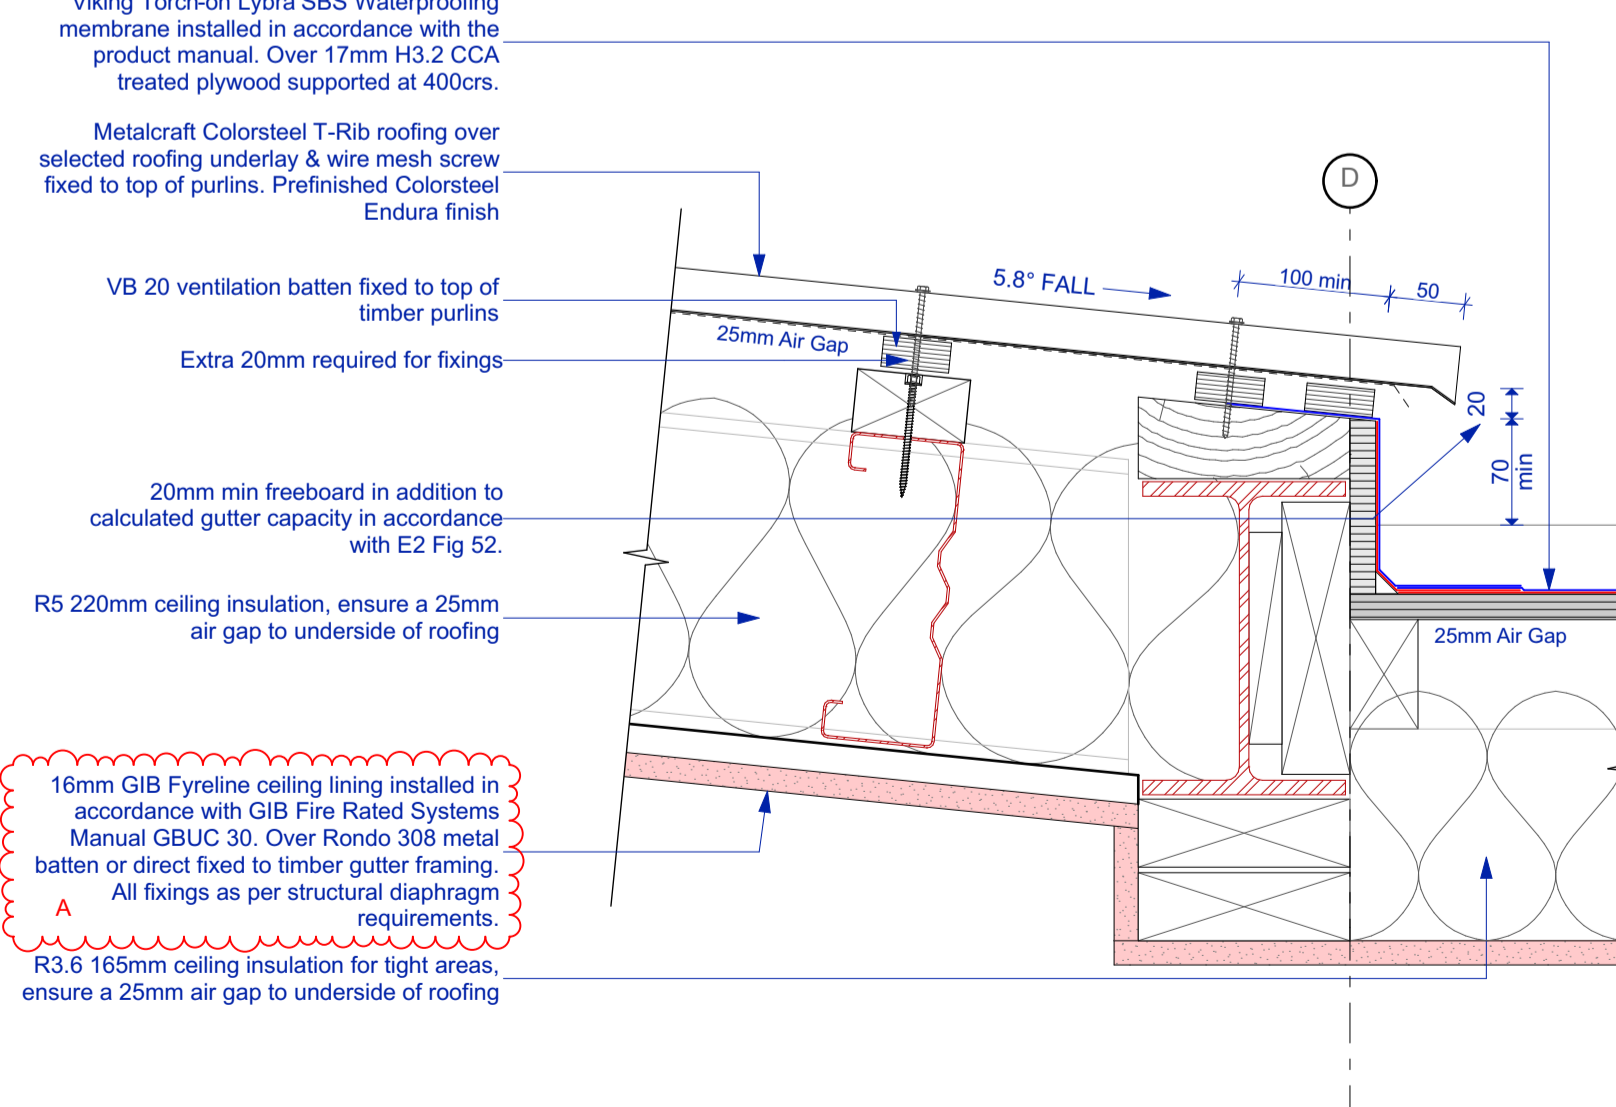 Viking Torch-on Lybra SBS Waterproofing
membrane installed in accordance with the
product manual. Over 17mm H3.2 CCA
treated plywood supported at 400crs.
Metalcraft Colorsteel T-Rib roofing over
selected roofing underlay & wire mesh screw
fixed to top of purlins. Prefinished Colorsteel
Endura finish
D
5.8° FALL
100 min
50
VB 20 ventilation batten fixed to top of
timber purlins
25mm Air Gap
Extra 20mm required for fixings
20
70
min
20mm min freeboard in addition to
calculated gutter capacity in accordance
with E2 Fig 52.
R5 220mm ceiling insulation, ensure a 25mm
air gap to underside of roofing
25mm Air Gap
16mm GIB Fyreline ceiling lining installed in
accordance with GIB Fire Rated Systems
Manual GBUC 30. Over Rondo 308 metal
batten or direct fixed to timber gutter framing.
All fixings as per structural diaphragm
requirements.
A
R3.6 165mm ceiling insulation for tight areas,
ensure a 25mm air gap to underside of roofing